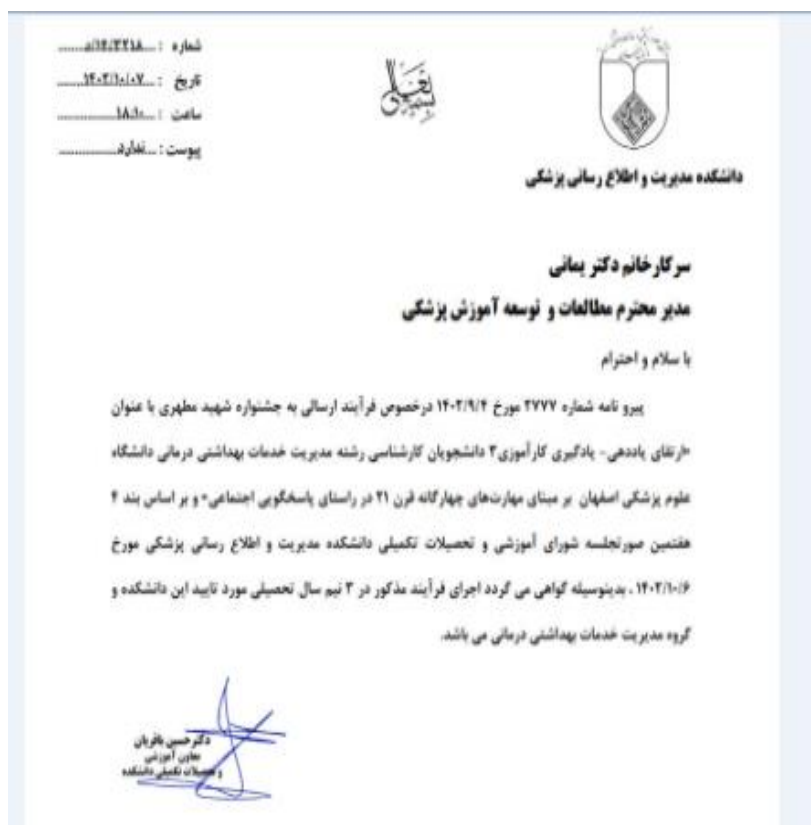 شماره : ....۱۴/۳۲۱۸/د......
تاریخ : ....۱۴۰۲/۱۰/۰۷......
ساعت : ....۱۸:۱۰......
پیوست : ...ندارد......
بسمه تعالی
دانشکده مدیریت و اطلاع رسانی پزشکی
سرکارخانم دکتر یمانی
مدیر محترم مطالعات و توسعه آموزش پزشکی
با سلام و احترام
پیرو نامه شماره ۲۷۷۷ مورخ ۱۴۰۲/۹/۴ درخصوص فرآیند ارسالی به جشنواره شهید مطهری با عنوان
«ارتقای یاددهی- یادگیری کارآموزی۳ دانشجویان کارشناسی رشته مدیریت خدمات بهداشتی درمانی دانشگاه
علوم پزشکی اصفهان بر مبنای مهارت‌های چهارگانه قرن ۲۱ در راستای پاسخگویی اجتماعی» و بر اساس بند ۴
هفتمین صورتجلسه شورای آموزشی و تحصیلات تکمیلی دانشکده مدیریت و اطلاع رسانی پزشکی مورخ
۱۴۰۲/۱۰/۶ ، بدینوسیله گواهی می گردد اجرای فرآیند مذکور در ۳ نیم سال تحصیلی مورد تایید این دانشکده و
گروه مدیریت خدمات بهداشتی درمانی می باشد.
دکترحسین باقریان
معاون آموزشی
و تحصیلات تکمیلی دانشکده